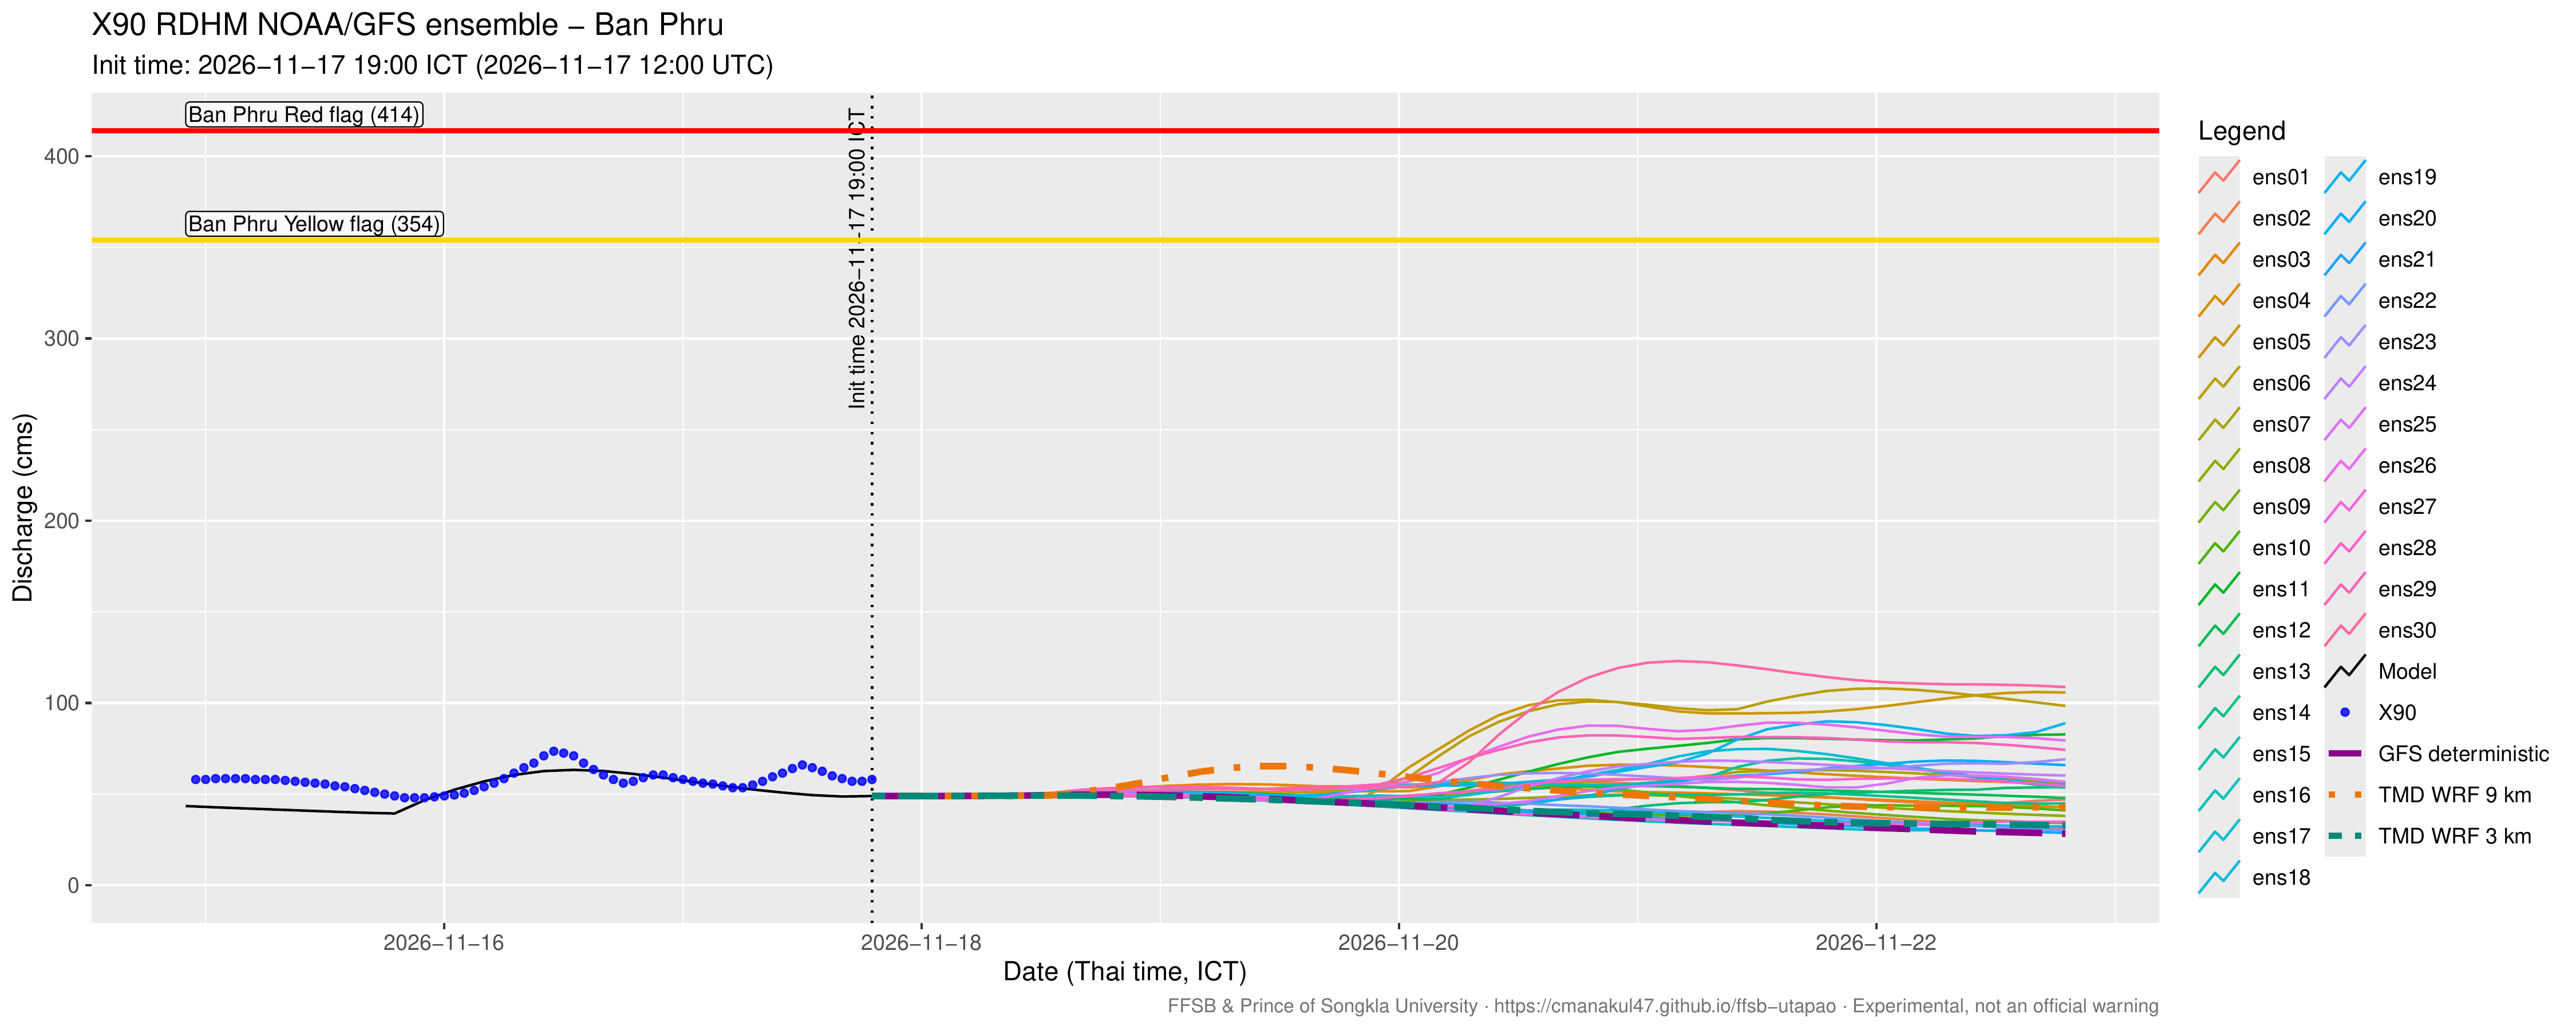 X90 RDHM NOAA/GFS ensemble – Ban Phru
Init time: 2026–11–17 19:00 ICT (2026–11–17 12:00 UTC)
Ban Phru Red flag (414)
Ban Phru Yellow flag (354)
Init time 2026–11–17 19:00 ICT
Discharge (cms)
400
300
200
100
0
2026–11–16
2026–11–18
2026–11–20
2026–11–22
Date (Thai time, ICT)
Legend
ens01
ens02
ens03
ens04
ens05
ens06
ens07
ens08
ens09
ens10
ens11
ens12
ens13
ens14
ens15
ens16
ens17
ens18
ens19
ens20
ens21
ens22
ens23
ens24
ens25
ens26
ens27
ens28
ens29
ens30
Model
X90
GFS deterministic
TMD WRF 9 km
TMD WRF 3 km
FFSB & Prince of Songkla University · https://cmanakul47.github.io/ffsb–utapao · Experimental, not an official warning